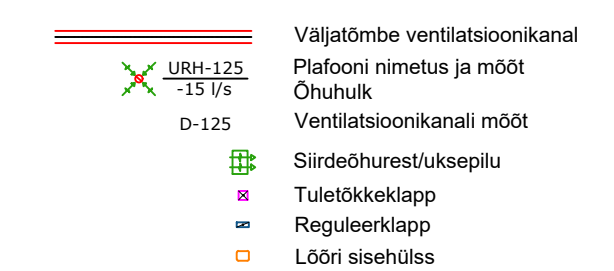 Väljatõmbe ventilatsioonikanal
URH-125 Plafooni nimetus ja mõõt
-15 l/s Õhuhulk
D-125 Ventilatsioonikanali mõõt
Siirdeõhurest/uksepilu
Tuletõkkeklapp
Reguleerklapp
Lõõri sisehülss